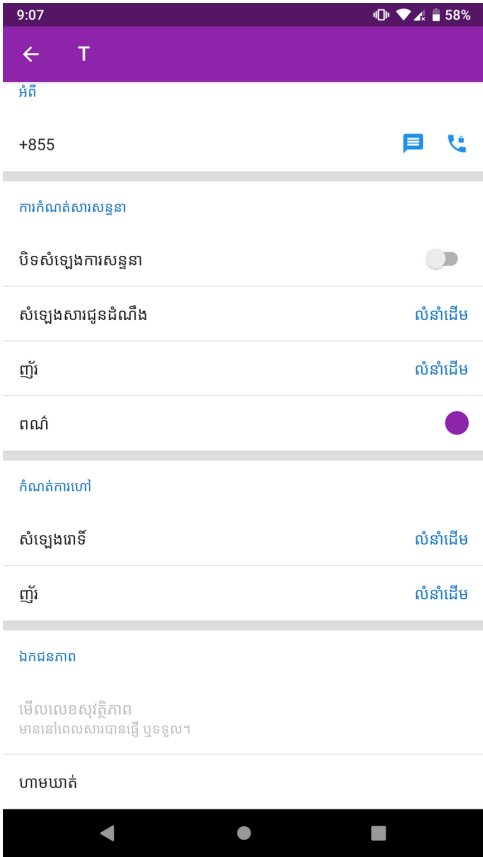 9:07 58%
T
អំពី
+855
ការកំណត់សារសន្ទនា
បិទសំឡេងការសន្ទនា
សំឡេងសារជូនដំណឹង លំនាំដើម
ញ័រ លំនាំដើម
ពណ៌
កំណត់ការហៅ
សំឡេងរោទិ៍ លំនាំដើម
ញ័រ លំនាំដើម
ឯកជនភាព
មើលលេខសុវត្ថិភាព
មាននៅពេលសារបានផ្ញើ ឬទទួល។
ហាមឃាត់